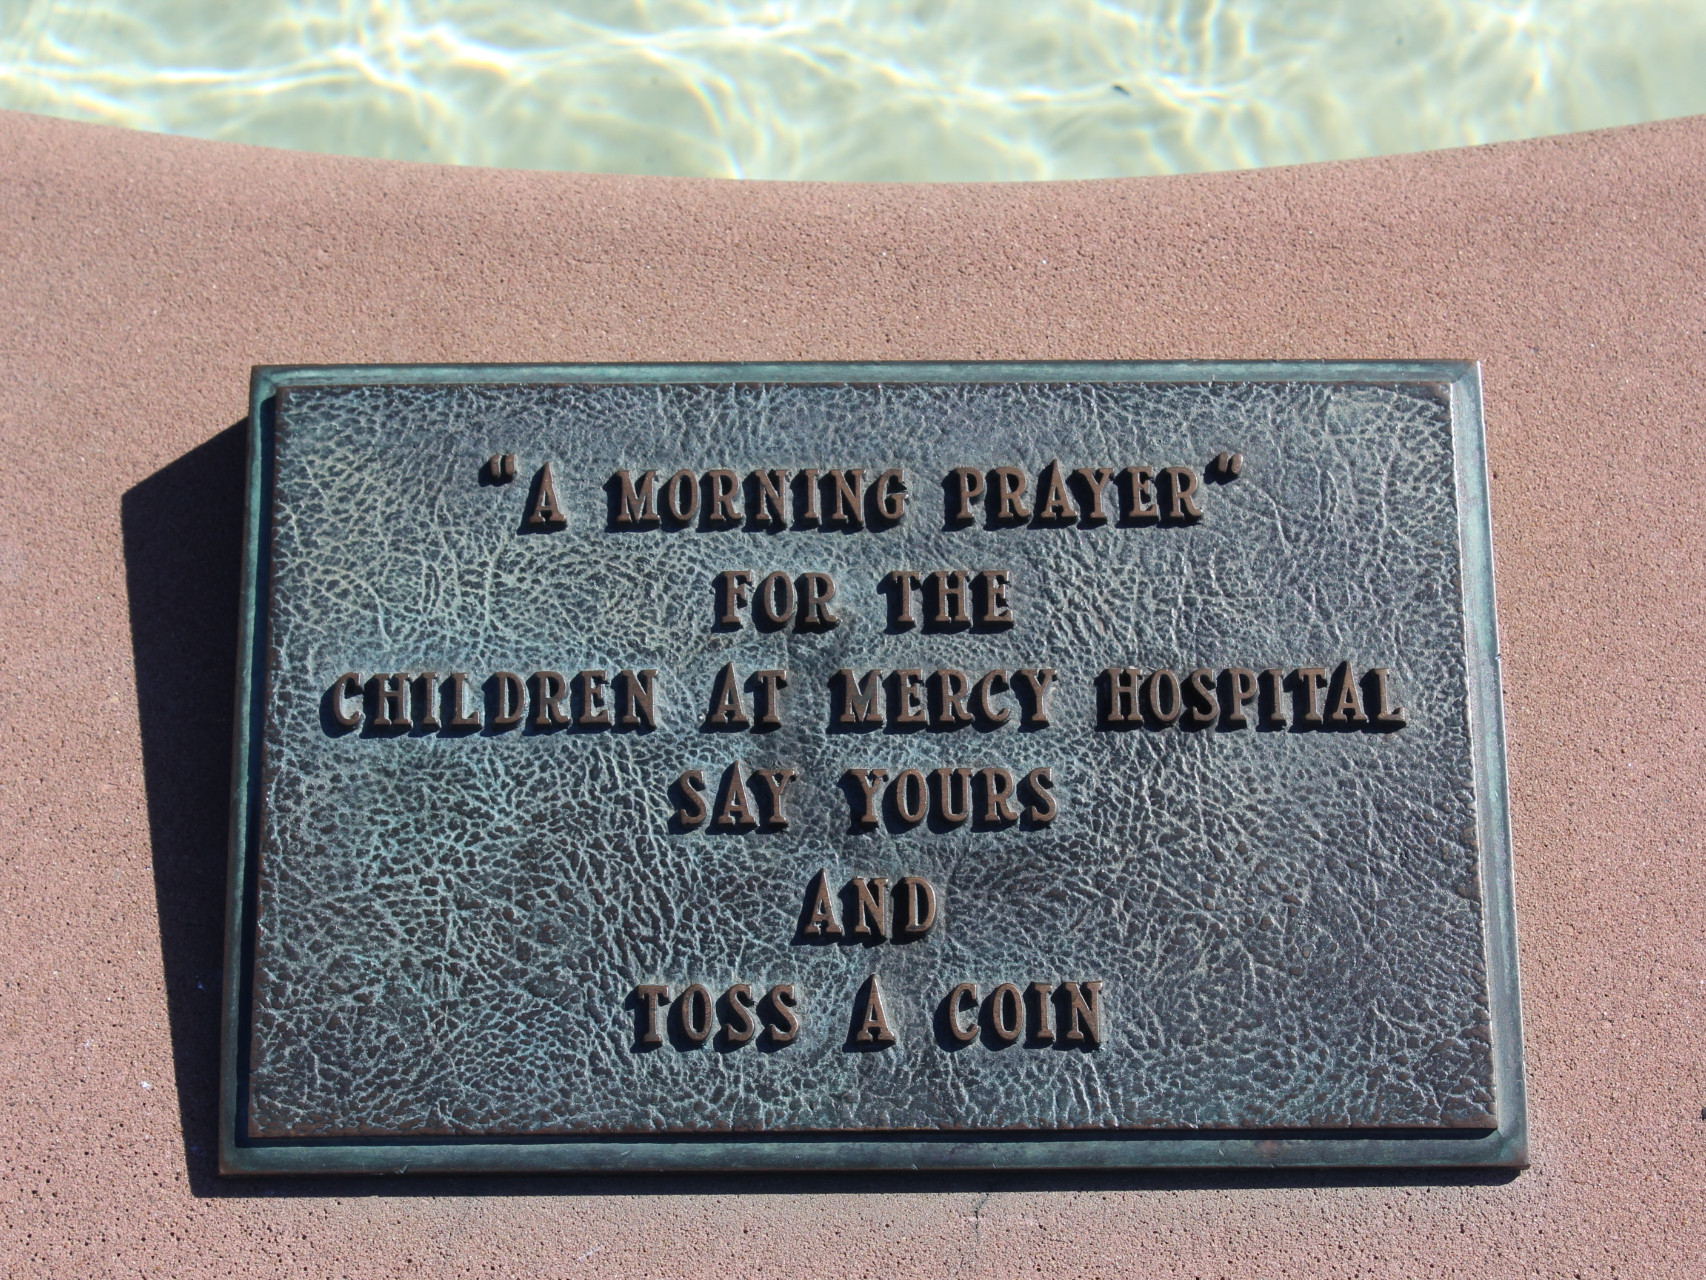 "A MORNING PRAYER"
FOR THE
CHILDREN AT MERCY HOSPITAL
SAY YOURS
AND
TOSS A COIN